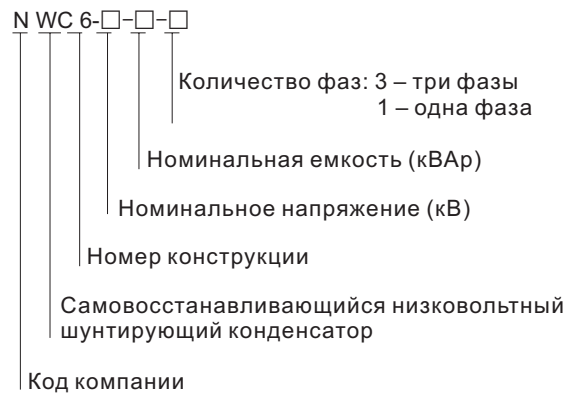 N WC 6-□-□-□
Количество фаз: 3 – три фазы
1 – одна фаза
Номинальная емкость (кВАр)
Номинальное напряжение (кВ)
Номер конструкции
Самовосстанавливающийся низковольтный
шунтирующий конденсатор
Код компании